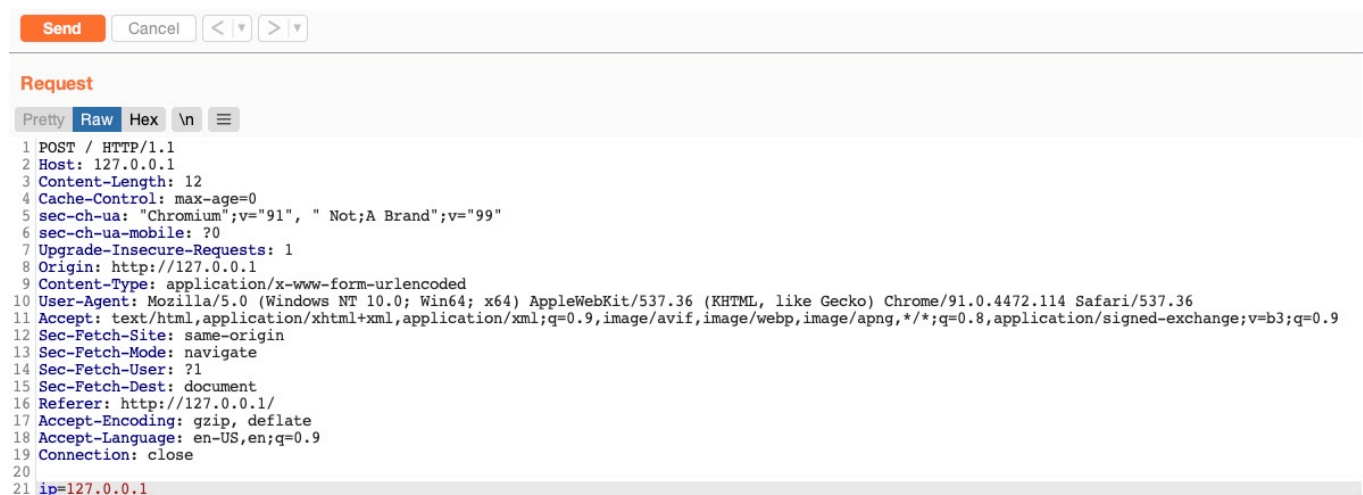 Send Cancel < ▼ > ▼
Request
Pretty Raw Hex \n ≡
1 POST / HTTP/1.1
2 Host: 127.0.0.1
3 Content-Length: 12
4 Cache-Control: max-age=0
5 sec-ch-ua: "Chromium";v="91", " Not;A Brand";v="99"
6 sec-ch-ua-mobile: ?0
7 Upgrade-Insecure-Requests: 1
8 Origin: http://127.0.0.1
9 Content-Type: application/x-www-form-urlencoded
10 User-Agent: Mozilla/5.0 (Windows NT 10.0; Win64; x64) AppleWebKit/537.36 (KHTML, like Gecko) Chrome/91.0.4472.114 Safari/537.36
11 Accept: text/html,application/xhtml+xml,application/xml;q=0.9,image/avif,image/webp,image/apng,*/*;q=0.8,application/signed-exchange;v=b3;q=0.9
12 Sec-Fetch-Site: same-origin
13 Sec-Fetch-Mode: navigate
14 Sec-Fetch-User: ?1
15 Sec-Fetch-Dest: document
16 Referer: http://127.0.0.1/
17 Accept-Encoding: gzip, deflate
18 Accept-Language: en-US,en;q=0.9
19 Connection: close
20
21 ip=127.0.0.1